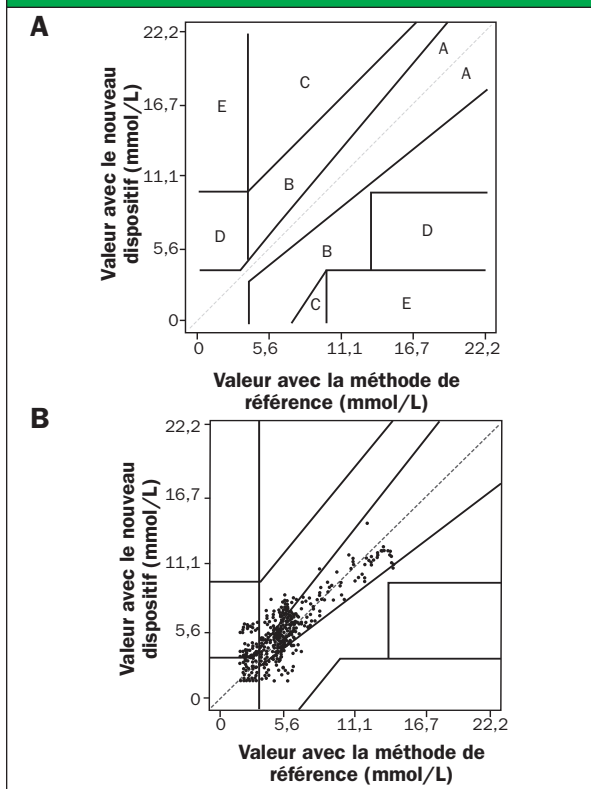 A
Valeur avec le nouveau
dispositif (mmol/L)
22,2
16,7
11,1
5,6
0
E
C
A
A
B
D
B
D
C
E
0
5,6
11,1
16,7
22,2
Valeur avec la méthode de
référence (mmol/L)
B
Valeur avec le nouveau
dispositif (mmol/L)
22,2
16,7
11,1
5,6
0
0
5,6
11,1
16,7
22,2
Valeur avec la méthode de
référence (mmol/L)